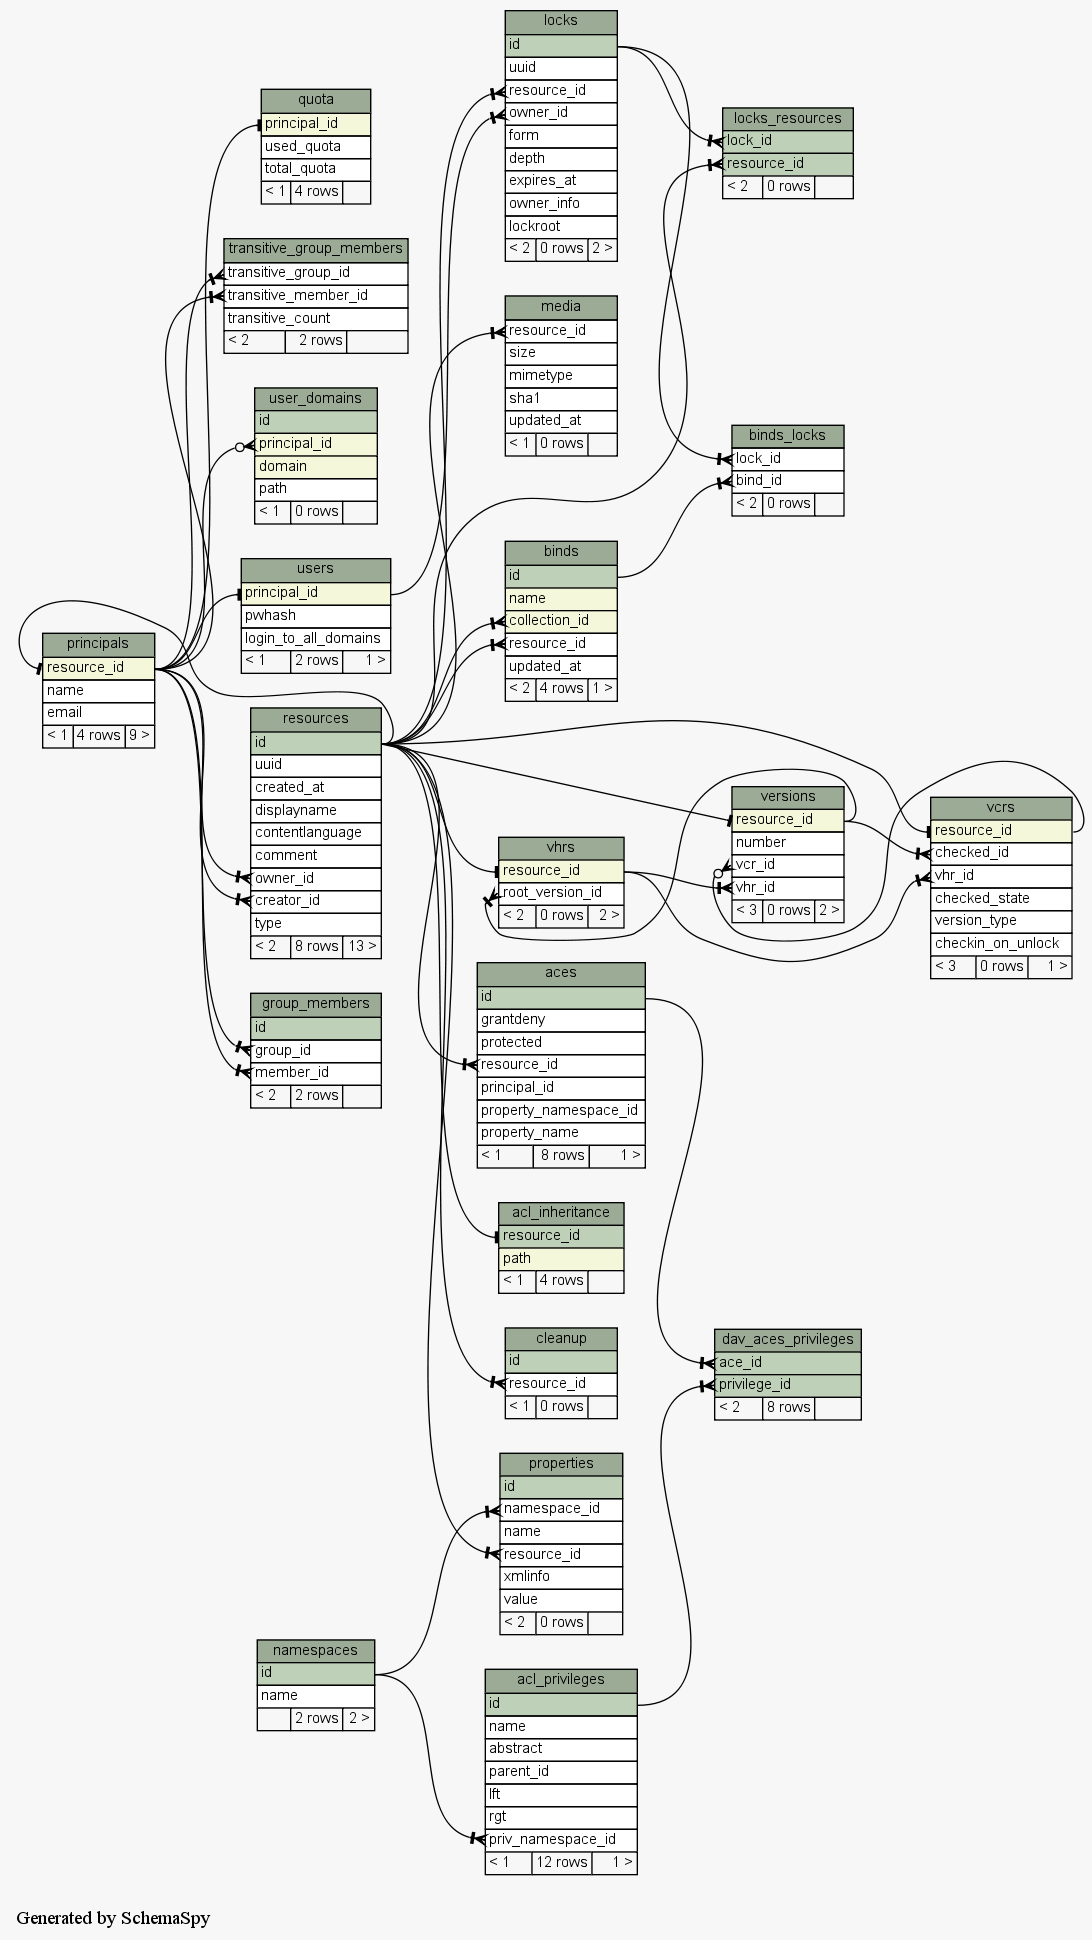 locks
id
uuid
resource_id
owner_id
form
depth
expires_at
owner_info
lockroot
< 2 0 rows 2 >
quota
principal_id
used_quota
total_quota
< 1 4 rows
locks_resources
lock_id
resource_id
< 2 0 rows
transitive_group_members
transitive_group_id
transitive_member_id
transitive_count
< 2 2 rows
media
resource_id
size
mimetype
sha1
updated_at
< 1 0 rows
user_domains
id
principal_id
domain
path
< 1 0 rows
binds_locks
lock_id
bind_id
< 2 0 rows
binds
id
name
collection_id
resource_id
updated_at
< 2 4 rows 1 >
users
principal_id
pwhash
login_to_all_domains
< 1 2 rows 1 >
principals
resource_id
name
email
< 1 4 rows 9 >
resources
id
uuid
created_at
displayname
contentlanguage
comment
owner_id
creator_id
type
< 2 8 rows 13 >
versions
resource_id
number
vcr_id
vhr_id
< 3 0 rows 2 >
vcrs
resource_id
checked_id
vhr_id
checked_state
version_type
checkin_on_unlock
< 3 0 rows 1 >
vhrs
resource_id
root_version_id
< 2 0 rows 2 >
aces
id
grantdeny
protected
resource_id
principal_id
property_namespace_id
property_name
< 1 8 rows 1 >
group_members
id
group_id
member_id
< 2 2 rows
acl_inheritance
resource_id
path
< 1 4 rows
cleanup
id
resource_id
< 1 0 rows
dav_aces_privileges
ace_id
privilege_id
< 2 8 rows
properties
id
namespace_id
name
resource_id
xmlinfo
value
< 2 0 rows
namespaces
id
name
2 rows 2 >
acl_privileges
id
name
abstract
parent_id
lft
rgt
priv_namespace_id
< 1 12 rows 1 >
Generated by SchemaSpy